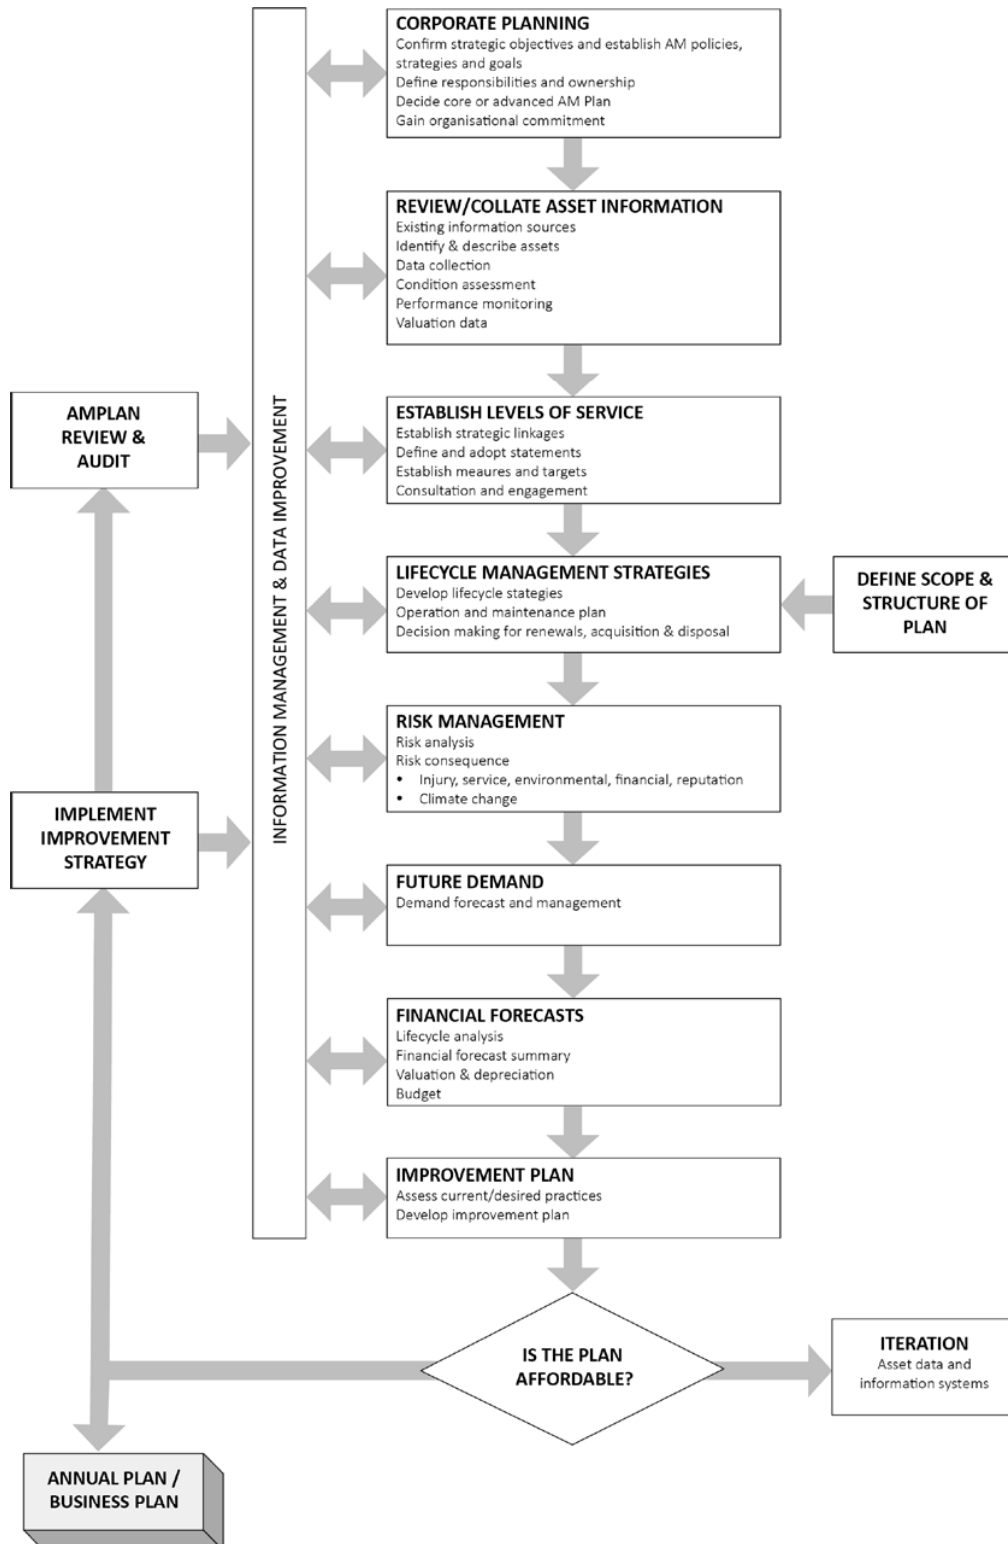 CORPORATE PLANNING
Confirm strategic objectives and establish AM policies,
strategies and goals
Define responsibilities and ownership
Decide core or advanced AM Plan
Gain organisational commitment
REVIEW/COLLATE ASSET INFORMATION
Existing information sources
Identify & describe assets
Data collection
Condition assessment
Performance monitoring
Valuation data
AMPLAN
REVIEW &
AUDIT
INFORMATION MANAGEMENT & DATA IMPROVEMENT
ESTABLISH LEVELS OF SERVICE
Establish strategic linkages
Define and adopt statements
Establish meaures and targets
Consultation and engagement
LIFECYCLE MANAGEMENT STRATEGIES
Develop lifecycle stategies
Operation and maintenance plan
Decision making for renewals, acquisition & disposal
DEFINE SCOPE &
STRUCTURE OF
PLAN
RISK MANAGEMENT
Risk analysis
Risk consequence
• Injury, service, environmental, financial, reputation
• Climate change
IMPLEMENT
IMPROVEMENT
STRATEGY
FUTURE DEMAND
Demand forecast and management
FINANCIAL FORECASTS
Lifecycle analysis
Financial forecast summary
Valuation & depreciation
Budget
IMPROVEMENT PLAN
Assess current/desired practices
Develop improvement plan
IS THE PLAN
AFFORDABLE?
ITERATION
Asset data and
information systems
ANNUAL PLAN /
BUSINESS PLAN